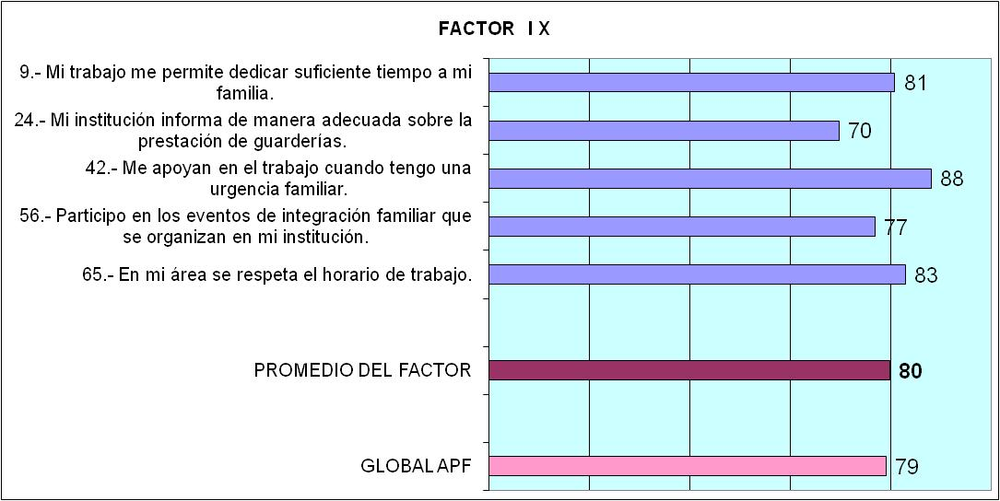 FACTOR IX
9.- Mi trabajo me permite dedicar suficiente tiempo a mi
familia.
81
24.- Mi institución informa de manera adecuada sobre la
prestación de guarderías.
70
42.- Me apoyan en el trabajo cuando tengo una
urgencia familiar.
88
56.- Participo en los eventos de integración familiar que
se organizan en mi institución.
77
65.- En mi área se respeta el horario de trabajo.
83
PROMEDIO DEL FACTOR
80
GLOBAL APF
79